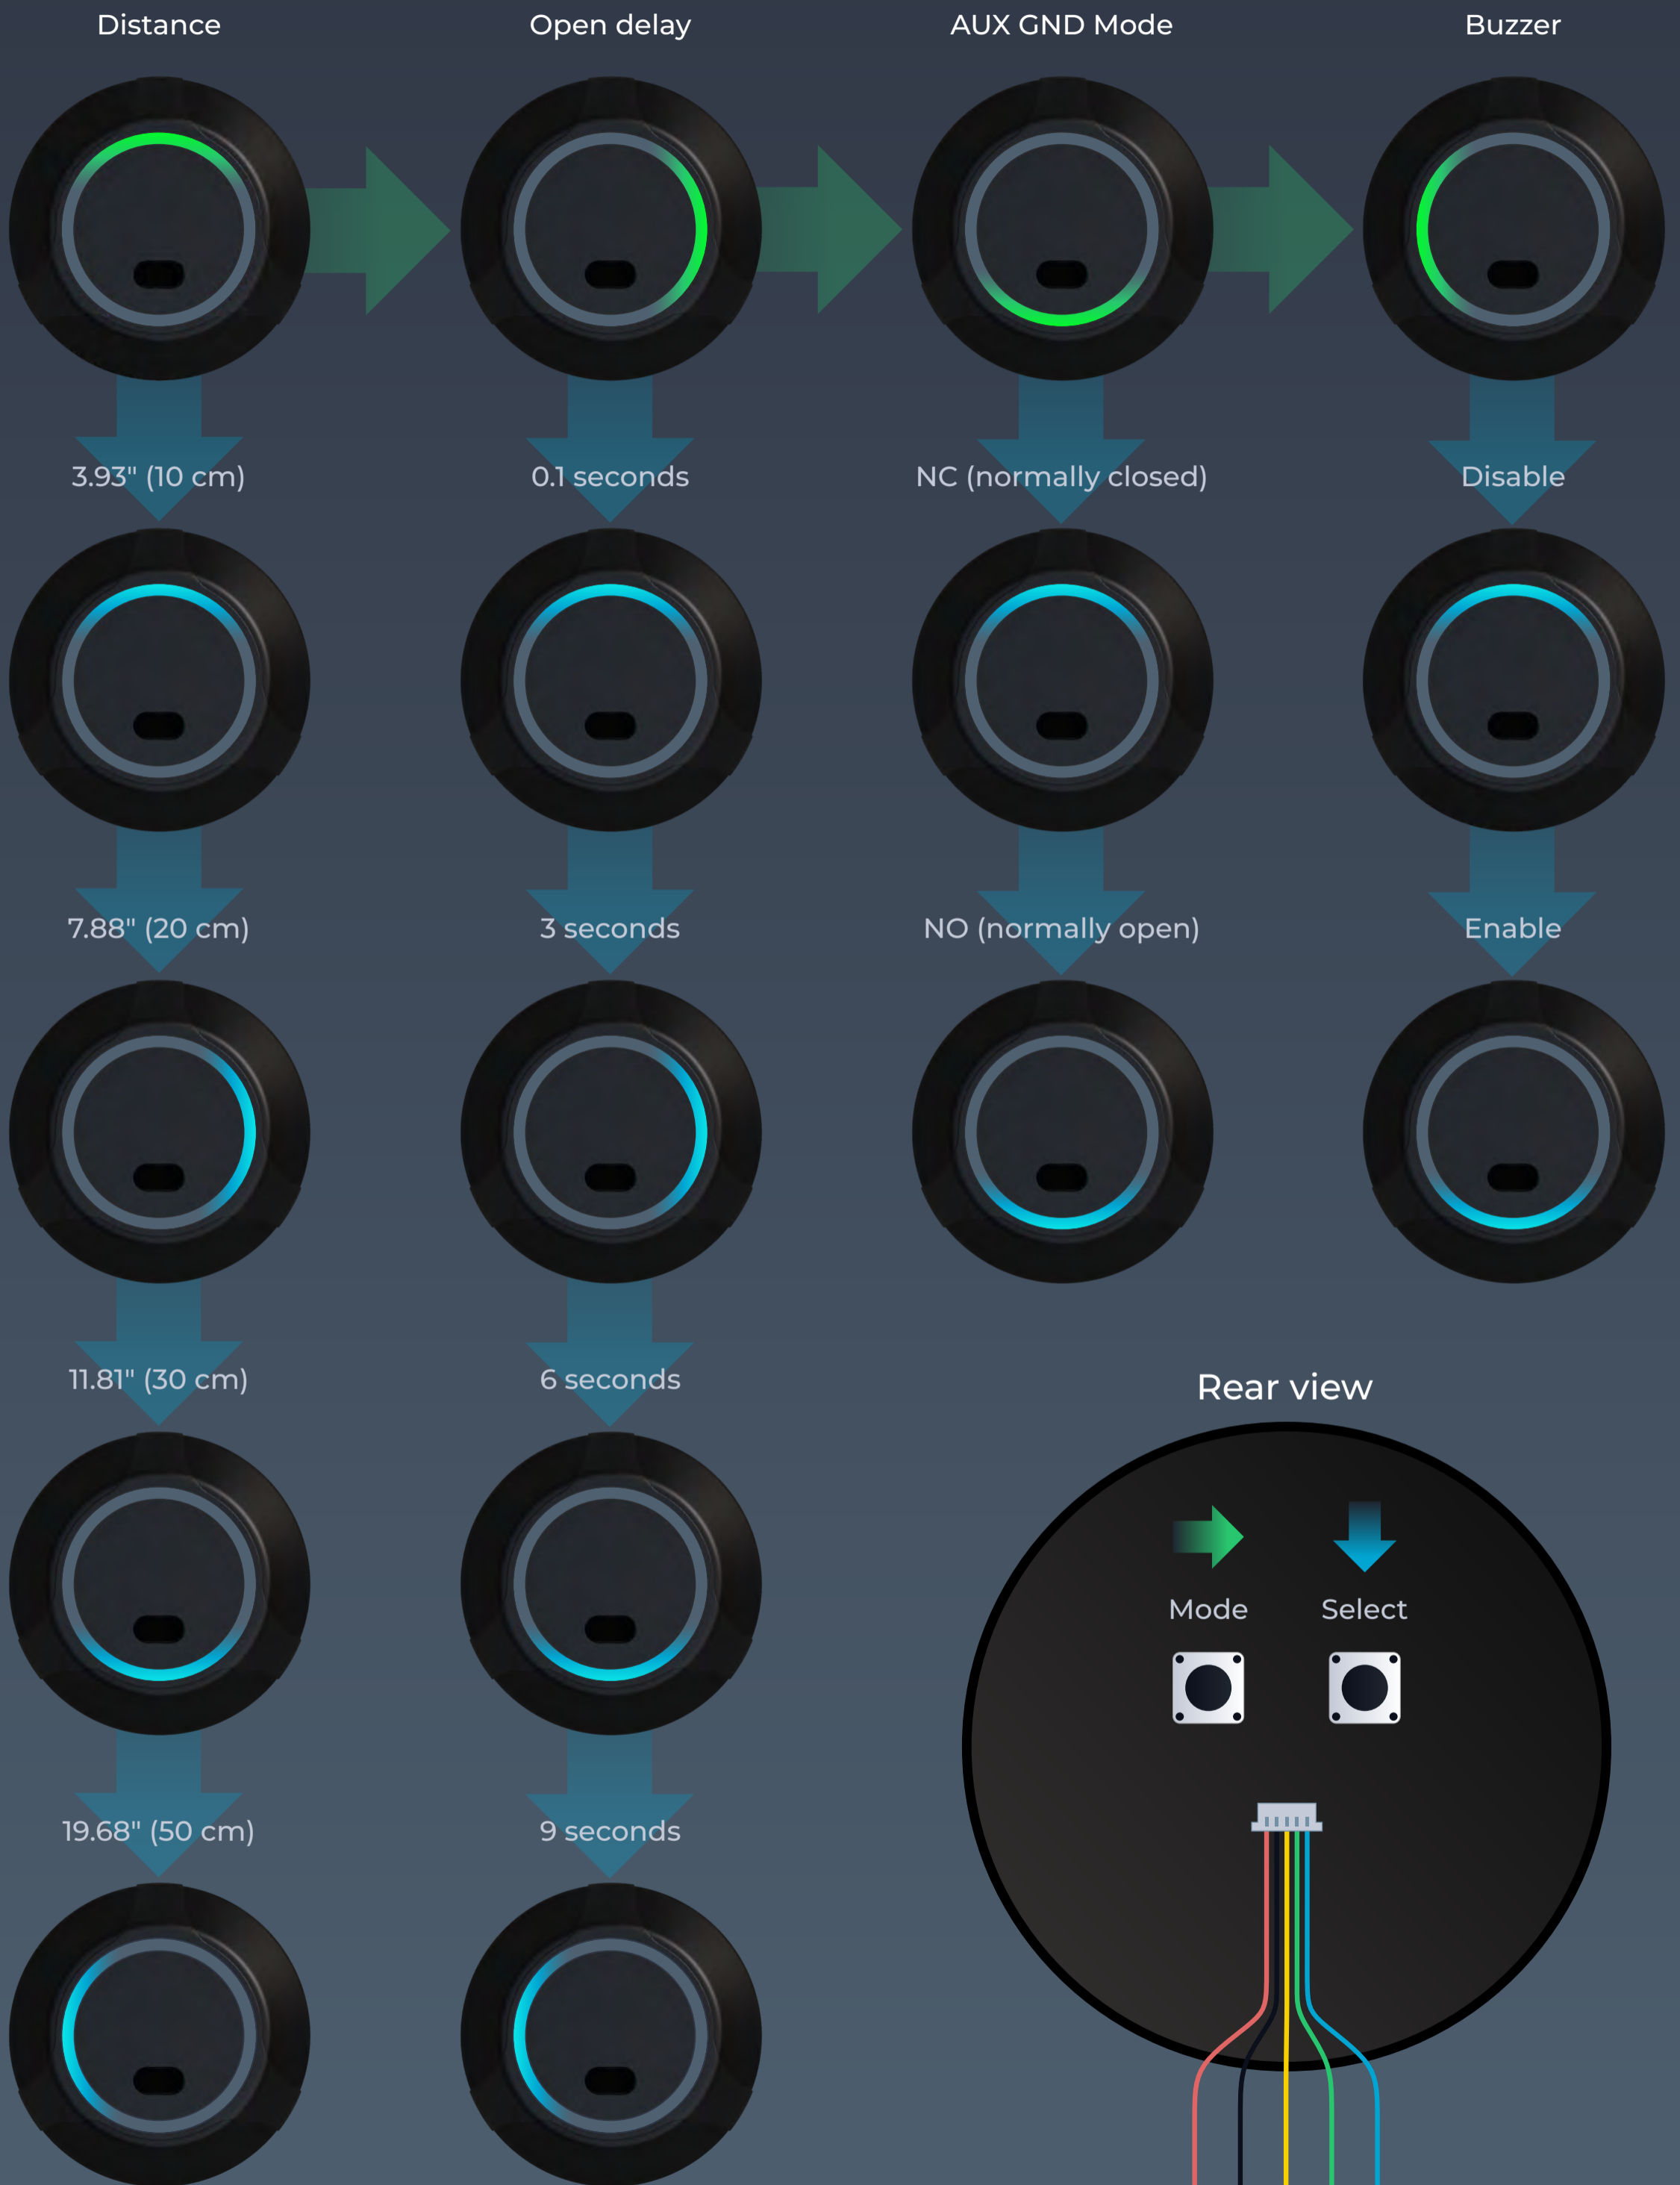 Distance
Open delay
AUX GND Mode
Buzzer
3.93" (10 cm)
0.1 seconds
NC (normally closed)
Disable
7.88" (20 cm)
3 seconds
NO (normally open)
Enable
11.81" (30 cm)
6 seconds
Rear view
Mode
Select
19.68" (50 cm)
9 seconds